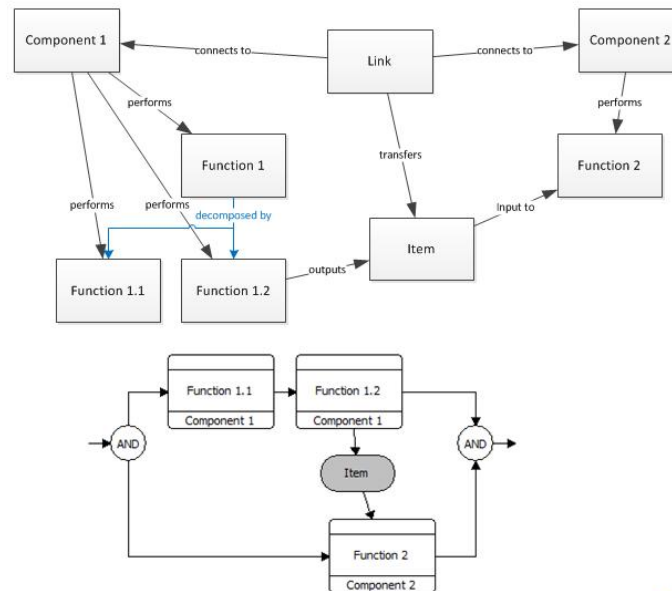 Component 1
connects to
Link
connects to
Component 2
performs
performs
Function 1
transfers
Function 2
performs
performs
decomposed by
Input to
Item
Function 1.1
Function 1.2
outputs
Function 1.1
Function 1.2
AND
Component 1
Component 1
AND
Item
Function 2
Component 2